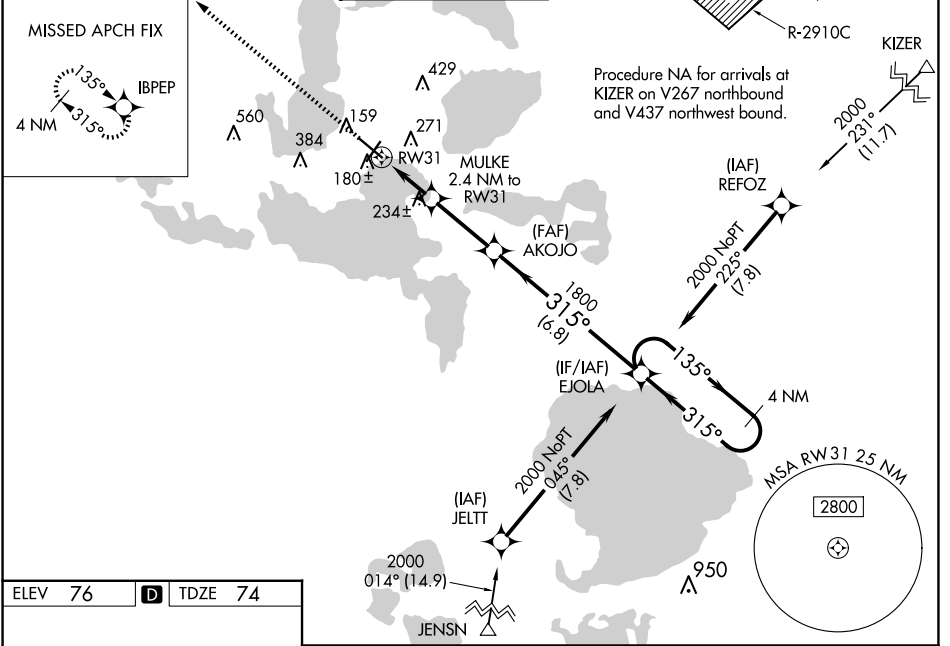 MISSED APCH FIX
135°
IBPEP
4 NM
315°
R-2910C
KIZER
Procedure NA for arrivals at
KIZER on V267 northbound
and V437 northwest bound.
2000
231°
(11.7)
429
560
159
271
384
RW31
180±
MULKE
2.4 NM to
RW31
234±
(IAF)
REFOZ
(FAF)
AKOJO
2000 NoPT
225°
(7.8)
1800
315°
(6.8)
(IF/IAF)
EJOLA
135°
4 NM
315°
2000 NoPT
045°
(7.8)
MSA RW31 25 NM
2800
(IAF)
JELTT
2000
014° (14.9)
950
JENSN
ELEV 76 D TDZE 74